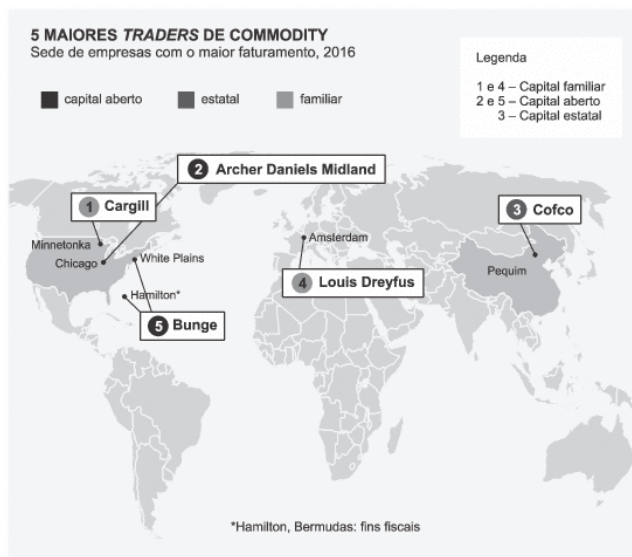 5 MAIORES TRADERS DE COMMODITY
Sede de empresas com o maior faturamento, 2016
capital aberto
estatal
familiar
Legenda
1 e 4 – Capital familiar
2 e 5 – Capital aberto
3 – Capital estatal
2 Archer Daniels Midland
1 Cargill
3 Cofco
Minnetonka
Amsterdam
White Plains
Chicago
Pequim
4 Louis Dreyfus
Hamilton*
5 Bunge
*Hamilton, Bermudas: fins fiscais